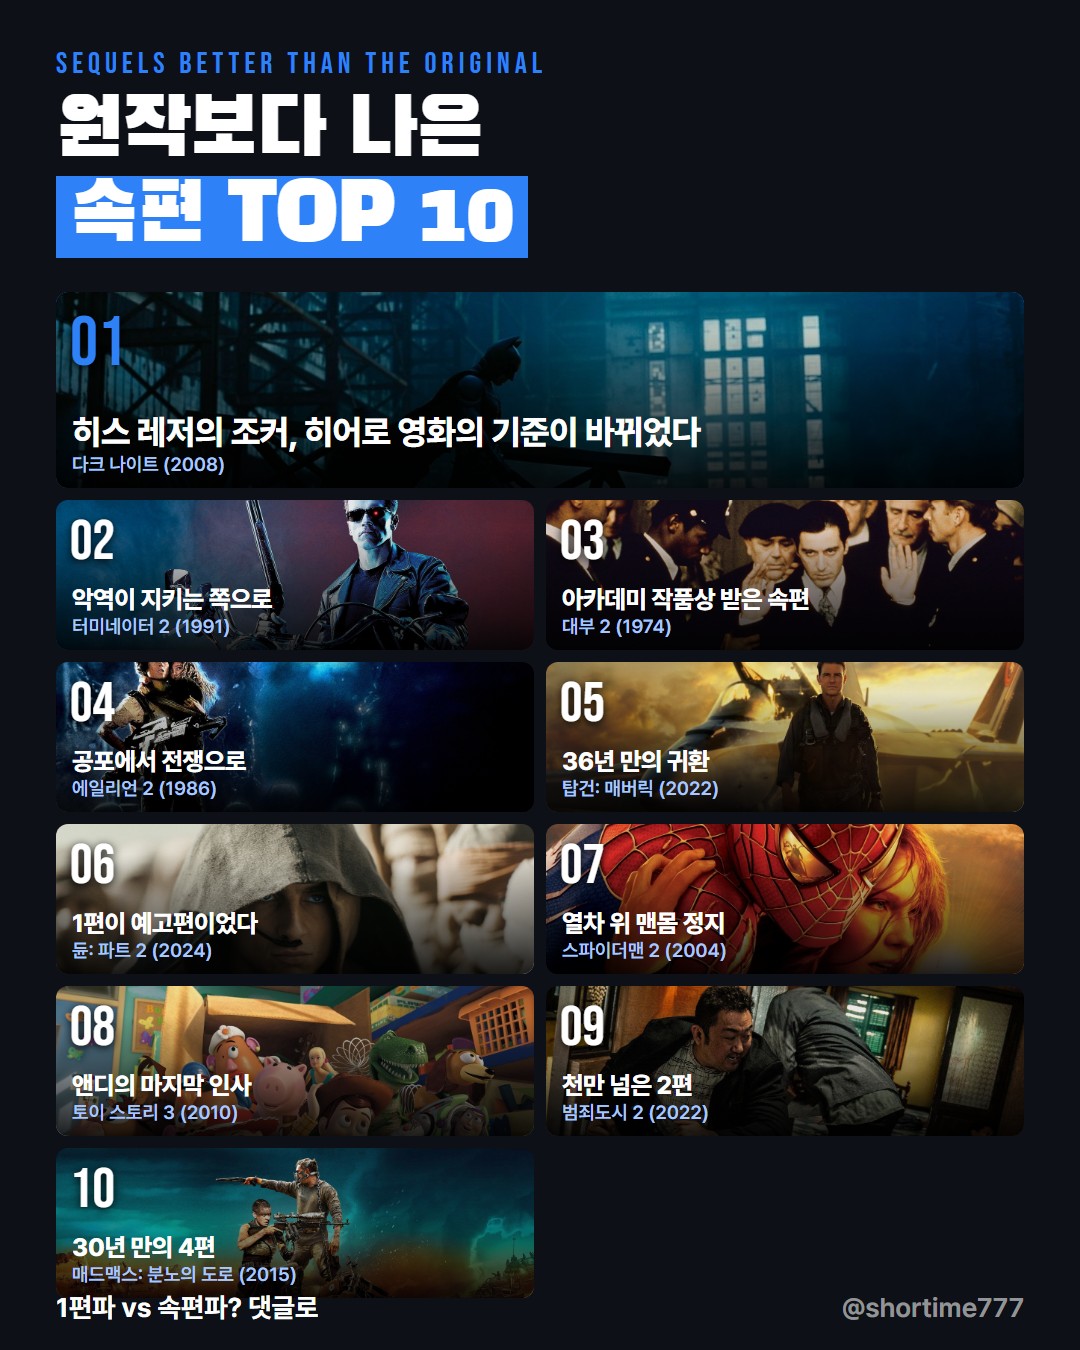 SEQUELS BETTER THAN THE ORIGINAL
원작보다 나은
속편 TOP 10
01
히스 레저의 조커, 히어로 영화의 기준이 바뀌었다
다크 나이트 (2008)
02
악역이 지키는 쪽으로
터미네이터 2 (1991)
03
아카데미 작품상 받은 속편
대부 2 (1974)
04
공포에서 전쟁으로
에일리언 2 (1986)
05
36년 만의 귀환
탑건: 매버릭 (2022)
06
1편이 예고편이었다
듄: 파트 2 (2024)
07
열차 위 맨몸 정지
스파이더맨 2 (2004)
08
앤디의 마지막 인사
토이 스토리 3 (2010)
09
천만 넘은 2편
범죄도시 2 (2022)
10
30년 만의 4편
매드맥스: 분노의 도로 (2015)
1편파 vs 속편파? 댓글로
@shortime777